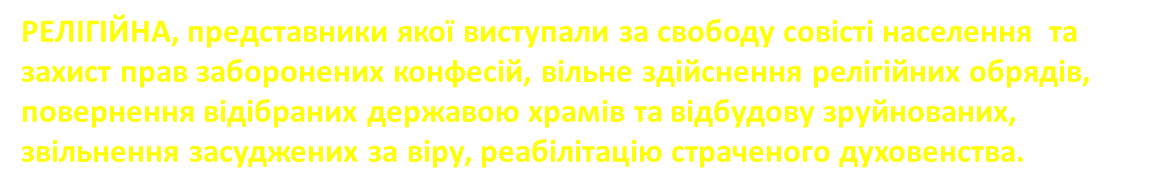 РЕЛІГІЙНА, представники якої виступали за свободу совісті населення та
захист прав заборонених конфесій, вільне здійснення релігійних обрядів,
повернення відібраних державою храмів та відбудову зруйнованих,
звільнення засуджених за віру, реабілітацію страченого духовенства.